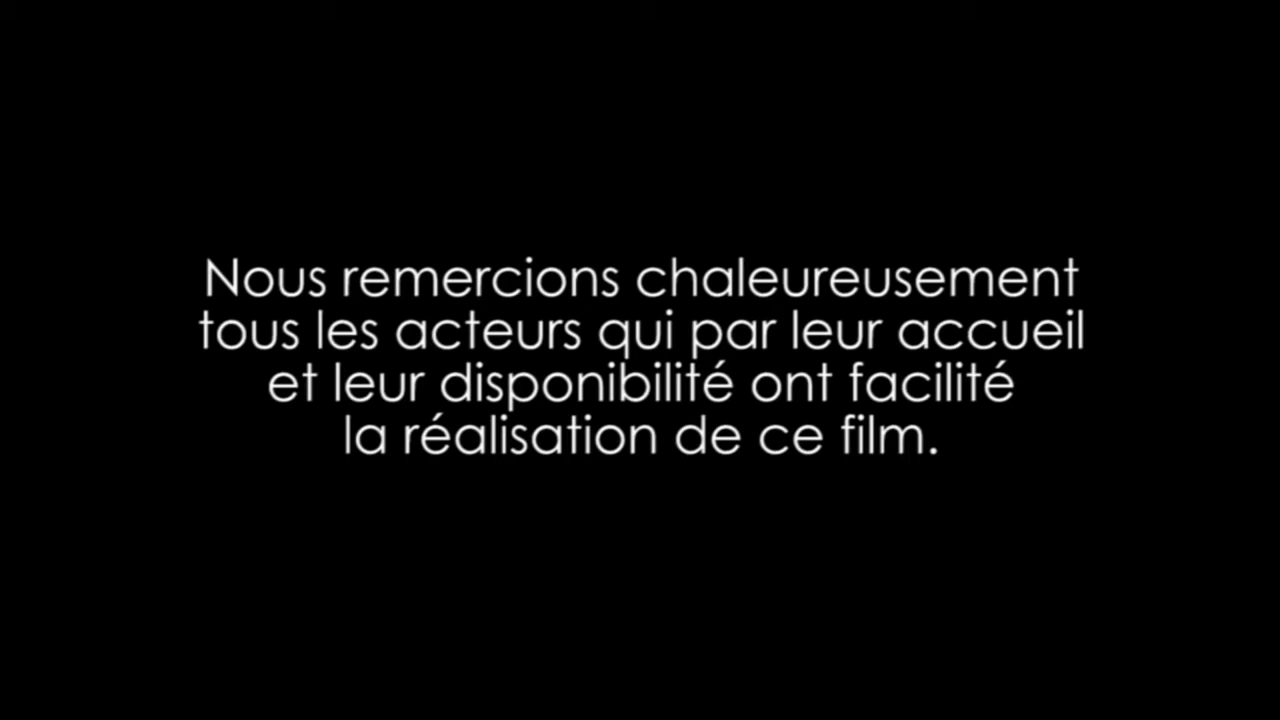 Nous remercions chaleureusement
tous les acteurs qui par leur accueil
et leur disponibilité ont facilité
la réalisation de ce film.